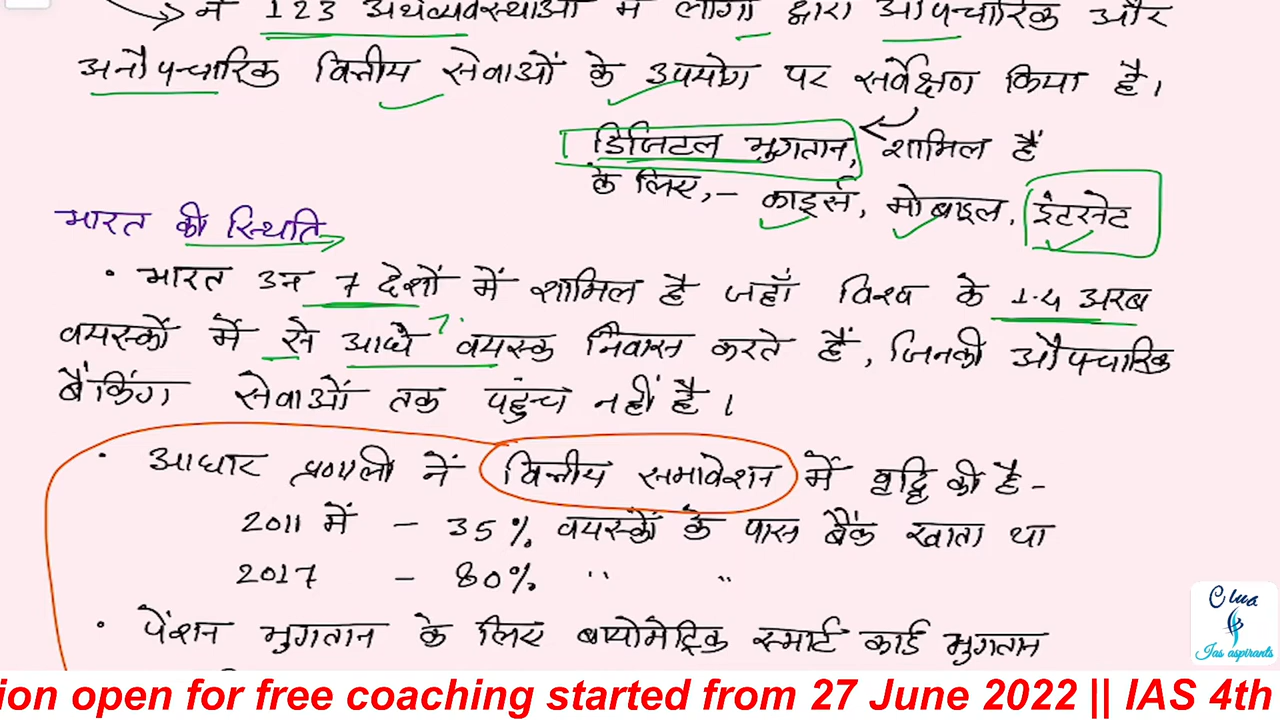 ने 123 अर्थव्यवस्थाओं में लोगों द्वारा औपचारिक और
अनौपचारिक वित्तीय सेवाओं के उपयोग पर सर्वेक्षण किया है।
डिजिटल भुगतान, शामिल हैं
के लिए,- कार्ड्स, मोबाइल, इंटरनेट
भारत की स्थिति
• भारत उन 7 देशों में शामिल है जहाँ विश्व के 1.4 अरब
वयस्कों में से आधे वयस्क निवास करते हैं, जिनकी औपचारिक
बैंकिंग सेवाओं तक पहुंच नहीं है।
• आधार प्रणाली ने वित्तीय समावेशन में वृद्धि की है -
2011 में - 35% वयस्कों के पास बैंक खाता था
2017 - 80% " "
• पेंशन भुगतान के लिए बायोमेट्रिक स्मार्ट कार्ड भुगतान
Clue
Ias aspirants
ion open for free coaching started from 27 June 2022 || IAS 4th